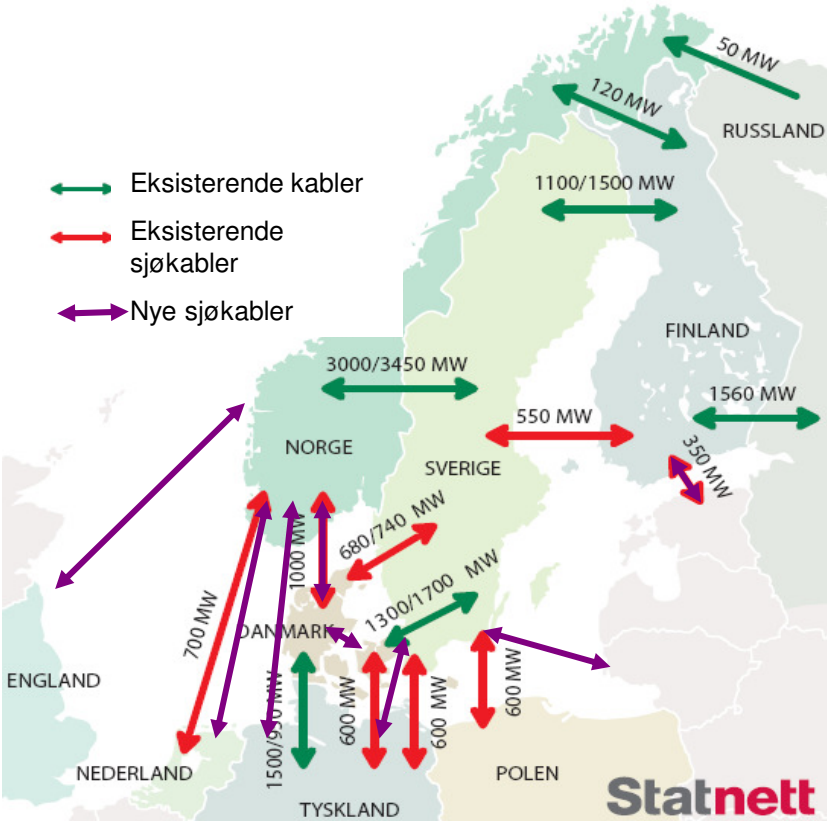 50 MW
120 MW
RUSSLAND
Eksisterende kabler
1100/1500 MW
Eksisterende
sjøkabler
Nye sjøkabler
FINLAND
3000/3450 MW
1560 MW
550 MW
NORGE
350 MW
SVERIGE
680/740 MW
1000 MW
1300/1700 MW
700 MW
DANMARK
ENGLAND
600 MW
600 MW
600 MW
1500/950 MW
NEDERLAND
POLEN
TYSKLAND
Statnett